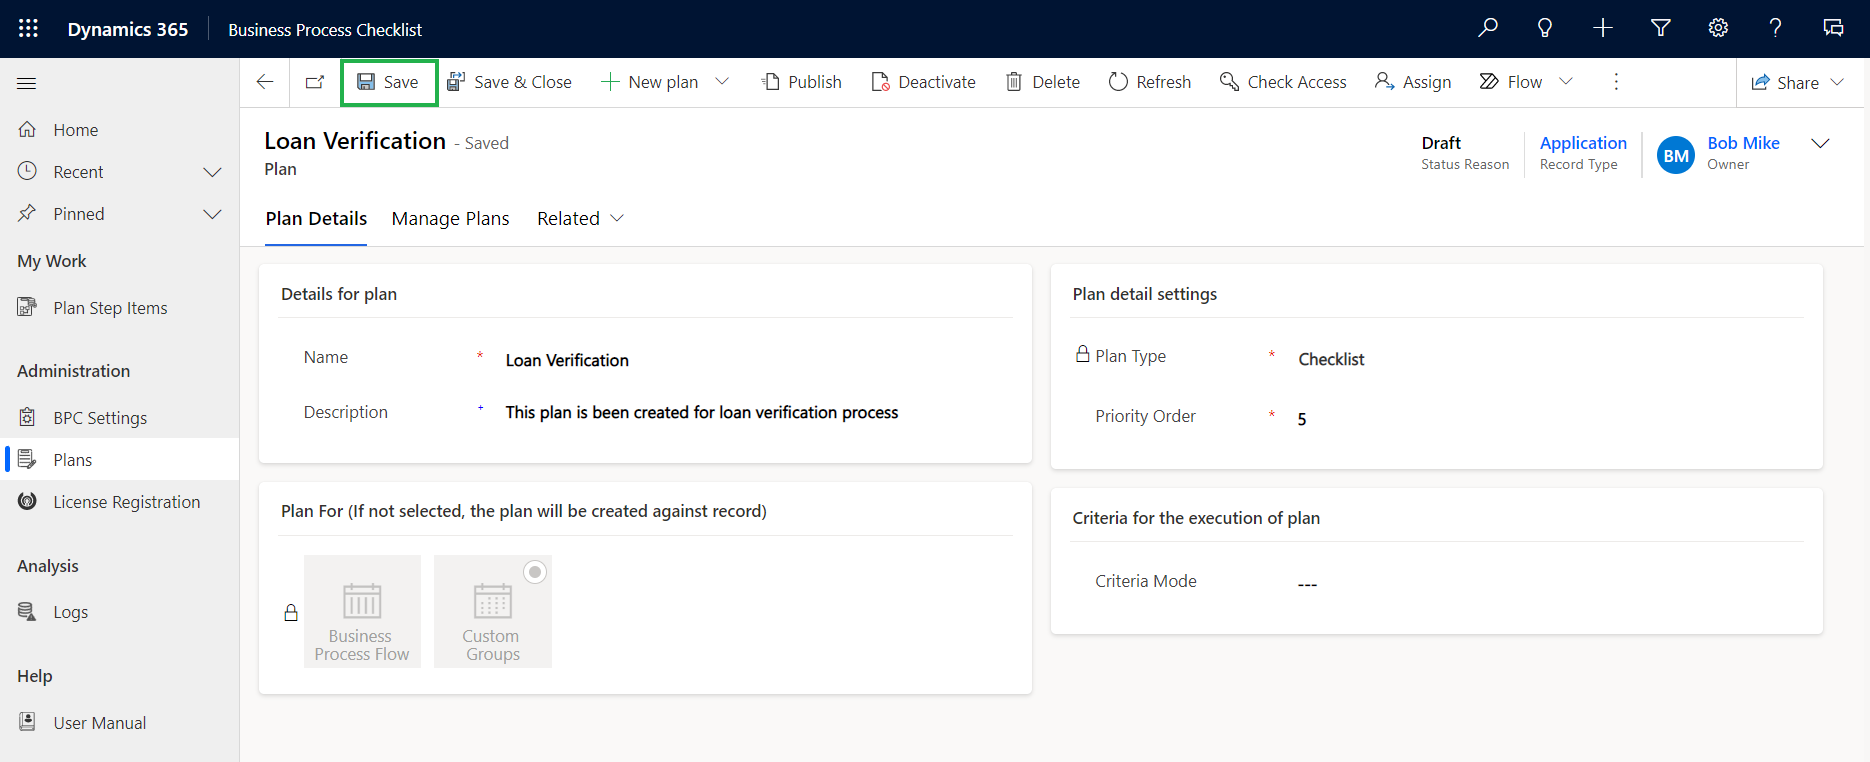 Dynamics 365 Business Process Checklist
Save Save & Close New plan Publish Deactivate Delete Refresh Check Access Assign Flow Share
Home
Recent
Pinned
My Work
Plan Step Items
Administration
BPC Settings
Plans
License Registration
Analysis
Logs
Help
User Manual
Loan Verification - Saved
Plan
Draft
Status Reason
Application
Record Type
BM
Bob Mike
Owner
Plan Details Manage Plans Related
Details for plan
Name * Loan Verification
Description + This plan is been created for loan verification process
Plan detail settings
Plan Type * Checklist
Priority Order * 5
Plan For (If not selected, the plan will be created against record)
Business
Process Flow
Custom
Groups
Criteria for the execution of plan
Criteria Mode ---